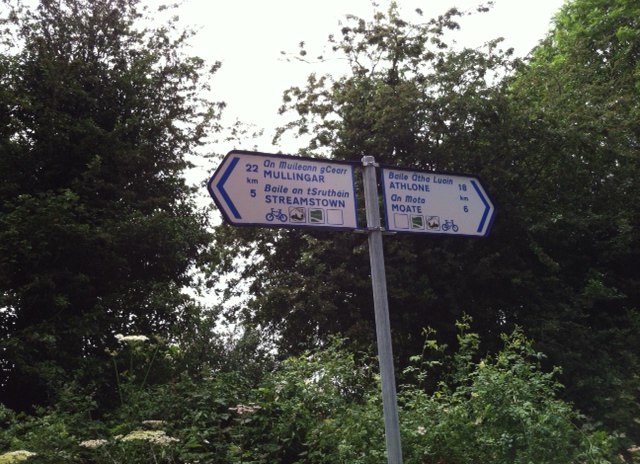 22 An Muileann gCearr
km MULLINGAR
5 Baile an tSruthain
STREAMSTOWN
Baile Átha Luain
ATHLONE 18
km
An Móta
MOATE 6